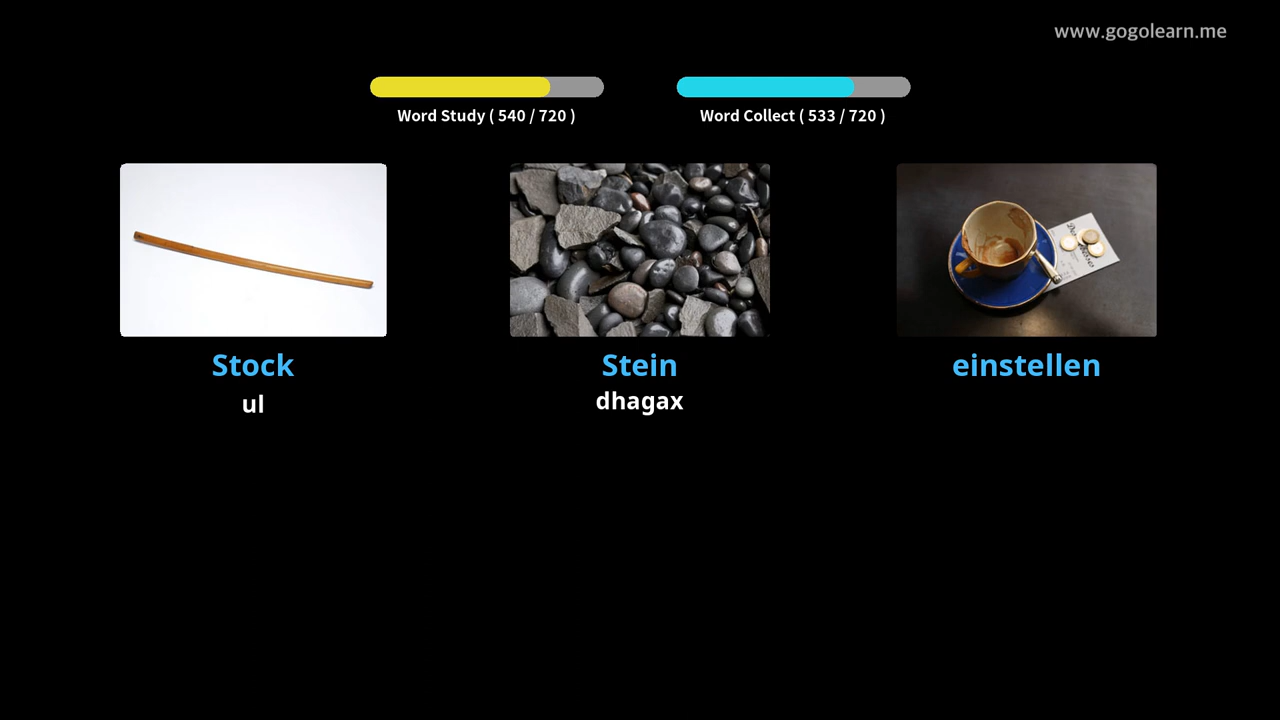 www.gogolearn.me
Word Study ( 540 / 720 )
Word Collect ( 533 / 720 )
Stock
Stein
einstellen
ul
dhagax